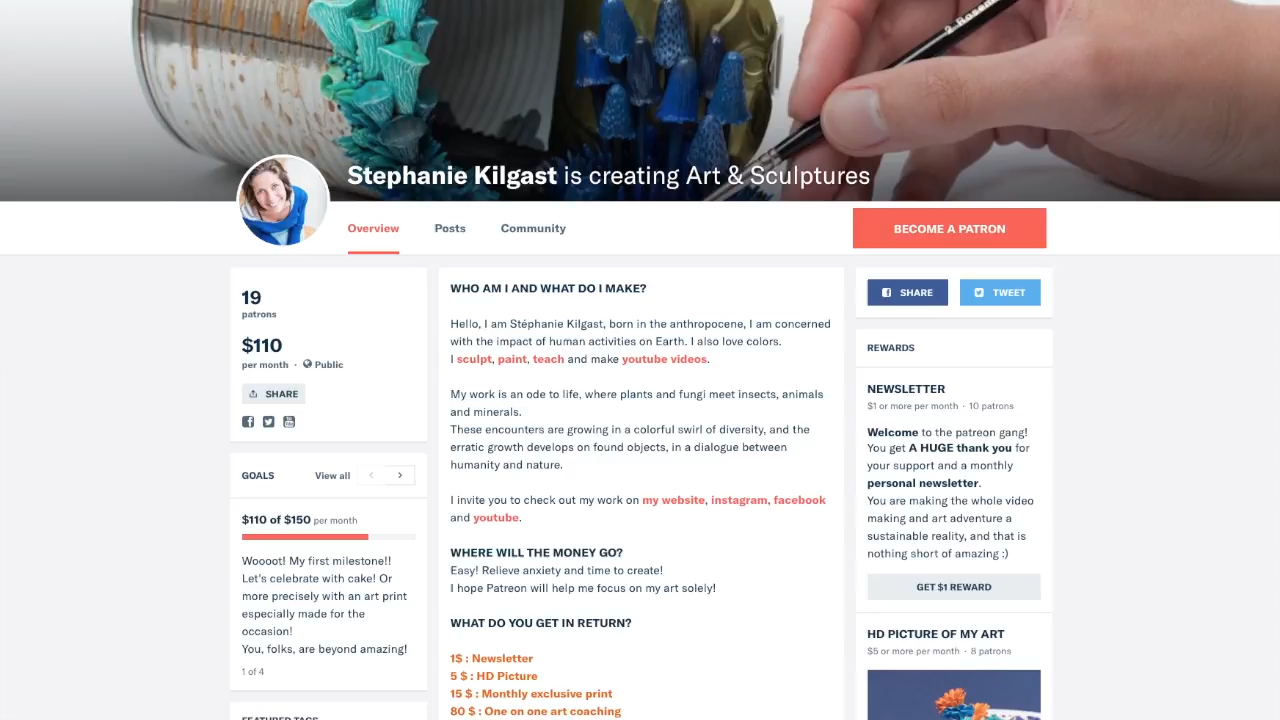 Stephanie Kilgast is creating Art & Sculptures
Overview
Posts
Community
BECOME A PATRON
19
patrons
$110
per month · Public
SHARE
GOALS
View all
$110 of $150 per month
Woooot! My first milestone!!
Let's celebrate with cake! Or
more precisely with an art print
especially made for the
occasion!
You, folks, are beyond amazing!
1 of 4
WHO AM I AND WHAT DO I MAKE?
Hello, I am Stéphanie Kilgast, born in the anthropocene, I am concerned
with the impact of human activities on Earth. I also love colors.
I sculpt, paint, teach and make youtube videos.
My work is an ode to life, where plants and fungi meet insects, animals
and minerals.
These encounters are growing in a colorful swirl of diversity, and the
erratic growth develops on found objects, in a dialogue between
humanity and nature.
I invite you to check out my work on my website, instagram, facebook
and youtube.
WHERE WILL THE MONEY GO?
Easy! Relieve anxiety and time to create!
I hope Patreon will help me focus on my art solely!
WHAT DO YOU GET IN RETURN?
1$ : Newsletter
5 $ : HD Picture
15 $ : Monthly exclusive print
80 $ : One on one art coaching
SHARE
TWEET
REWARDS
NEWSLETTER
$1 or more per month · 10 patrons
Welcome to the patreon gang!
You get A HUGE thank you for
your support and a monthly
personal newsletter.
You are making the whole video
making and art adventure a
sustainable reality, and that is
nothing short of amazing :)
GET $1 REWARD
HD PICTURE OF MY ART
$5 or more per month · 8 patrons